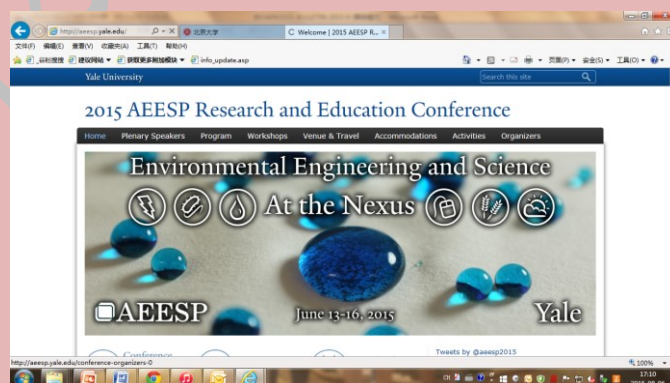 http://aeesp.yale.edu/
北京大学
Welcome | 2015 AEESP R...
文件(F) 编辑(E) 查看(V) 收藏夹(A) 工具(T) 帮助(H)
建议网站 获取更多附加模块 info_update.asp
页面(P) 安全(S) 工具(O)
Yale University
Search this site
2015 AEESP Research and Education Conference
Home Plenary Speakers Program Workshops Venue & Travel Accommodations Activities Organizers
Environmental Engineering and Science
At the Nexus
AEESP
June 13-16, 2015
Yale
Conference
Tweets by @aeesp2015
http://aeesp.yale.edu/conference-organizers-0
100%
CH
17:10